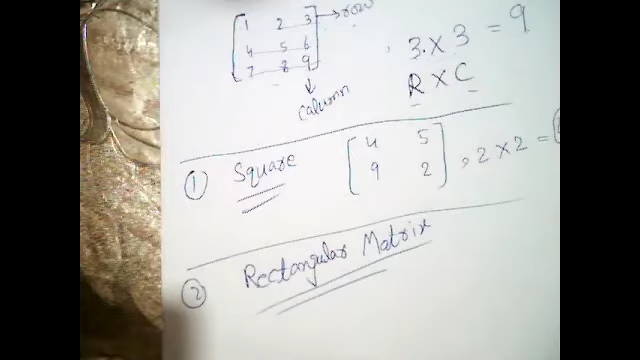 1 2 3 → row
4 5 6 , 3 × 3 = 9
7 8 9 R × C
column
① Square [4 5
9 2] , 2 × 2 =
② Rectangular Matrix